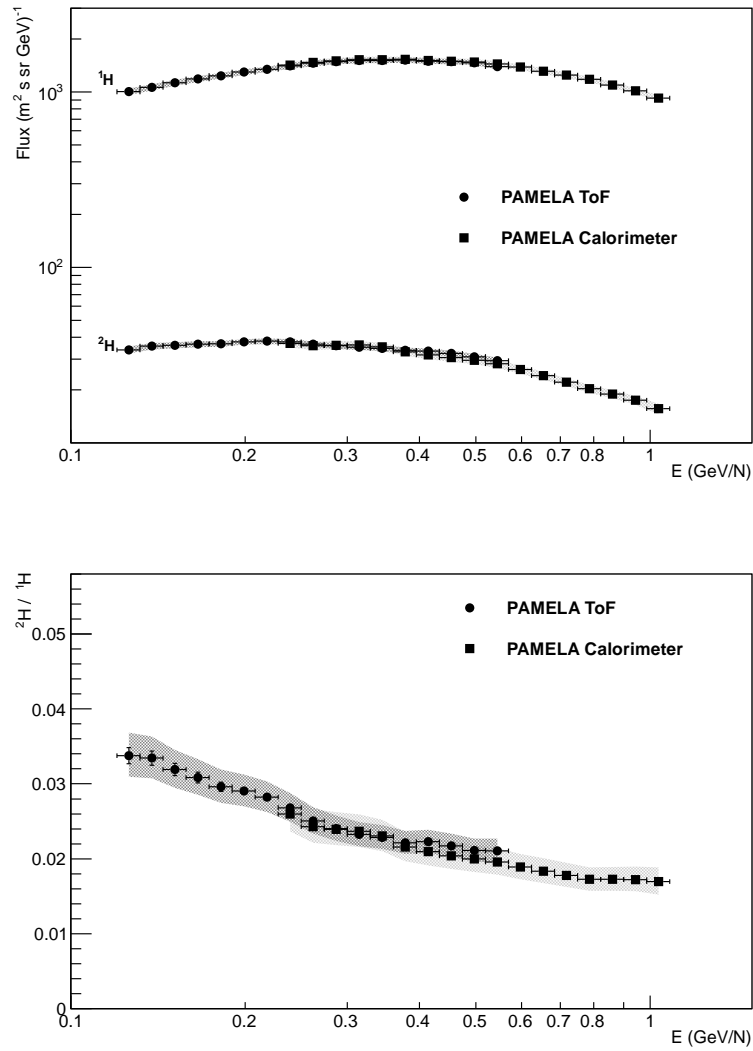 Flux (m² s sr GeV)⁻¹
10³
10²
¹H
²H
PAMELA ToF
PAMELA Calorimeter
0.1 0.2 0.3 0.4 0.5 0.6 0.7 0.8 1
E (GeV/N)
²H / ¹H
0.05
0.04
0.03
0.02
0.01
0
PAMELA ToF
PAMELA Calorimeter
0.1 0.2 0.3 0.4 0.5 0.6 0.7 0.8 1
E (GeV/N)